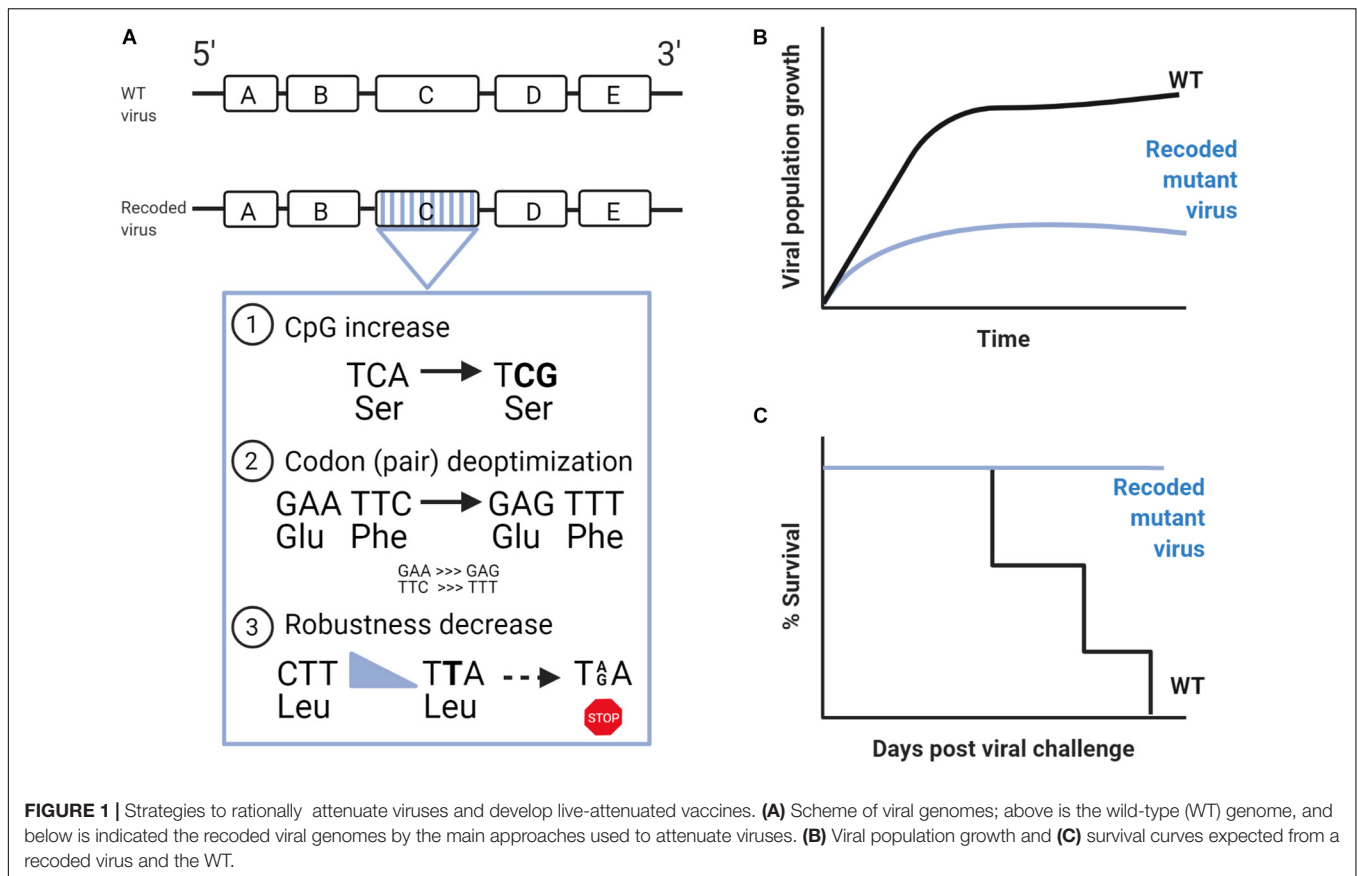 A
5' 3'
WT virus
A B C D E
Recoded virus
A B C D E
1 CpG increase
TCA TCG
Ser Ser
2 Codon (pair) deoptimization
GAA TTC GAG TTT
Glu Phe Glu Phe
GAA >>> GAG
TTC >>> TTT
3 Robustness decrease
CTT TTA TAGA
Leu Leu
STOP
B
Viral population growth
WT
Recoded
mutant
virus
Time
C
% Survival
Recoded
mutant
virus
WT
Days post viral challenge
FIGURE 1 | Strategies to rationally attenuate viruses and develop live-attenuated vaccines. (A) Scheme of viral genomes; above is the wild-type (WT) genome, and
below is indicated the recoded viral genomes by the main approaches used to attenuate viruses. (B) Viral population growth and (C) survival curves expected from a
recoded virus and the WT.